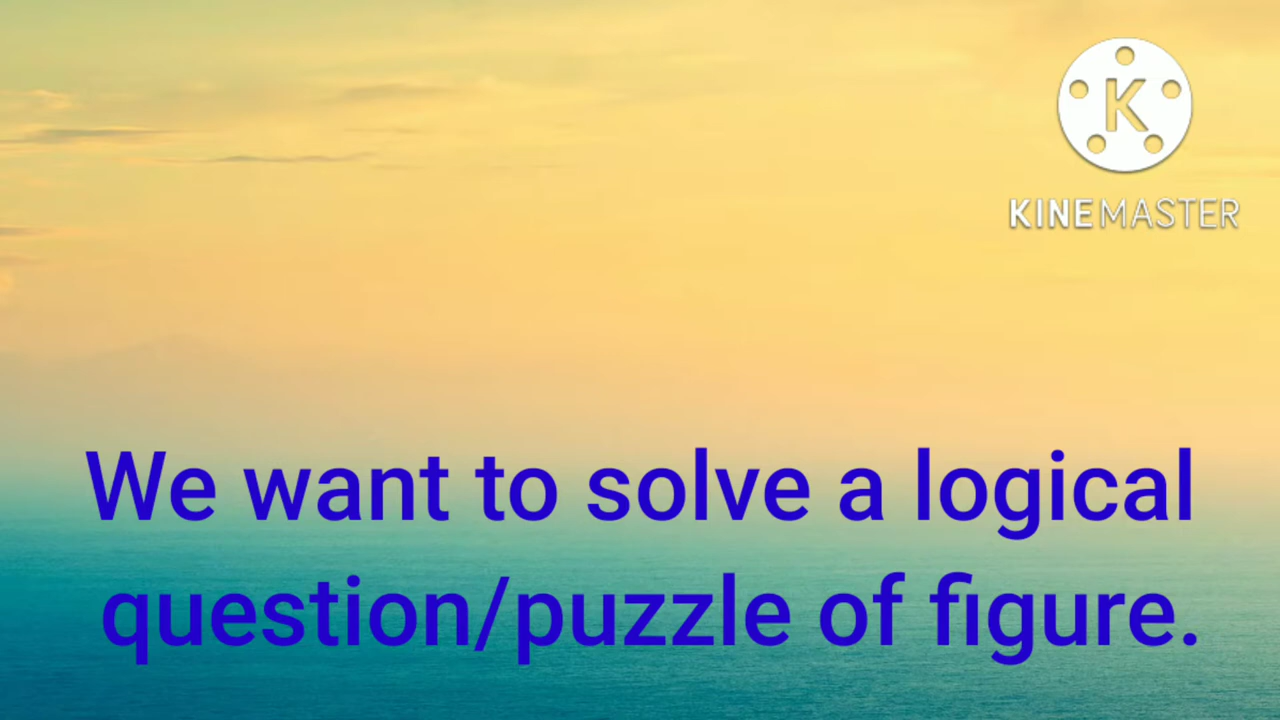 K
KINEMASTER
We want to solve a logical
question/puzzle of figure.